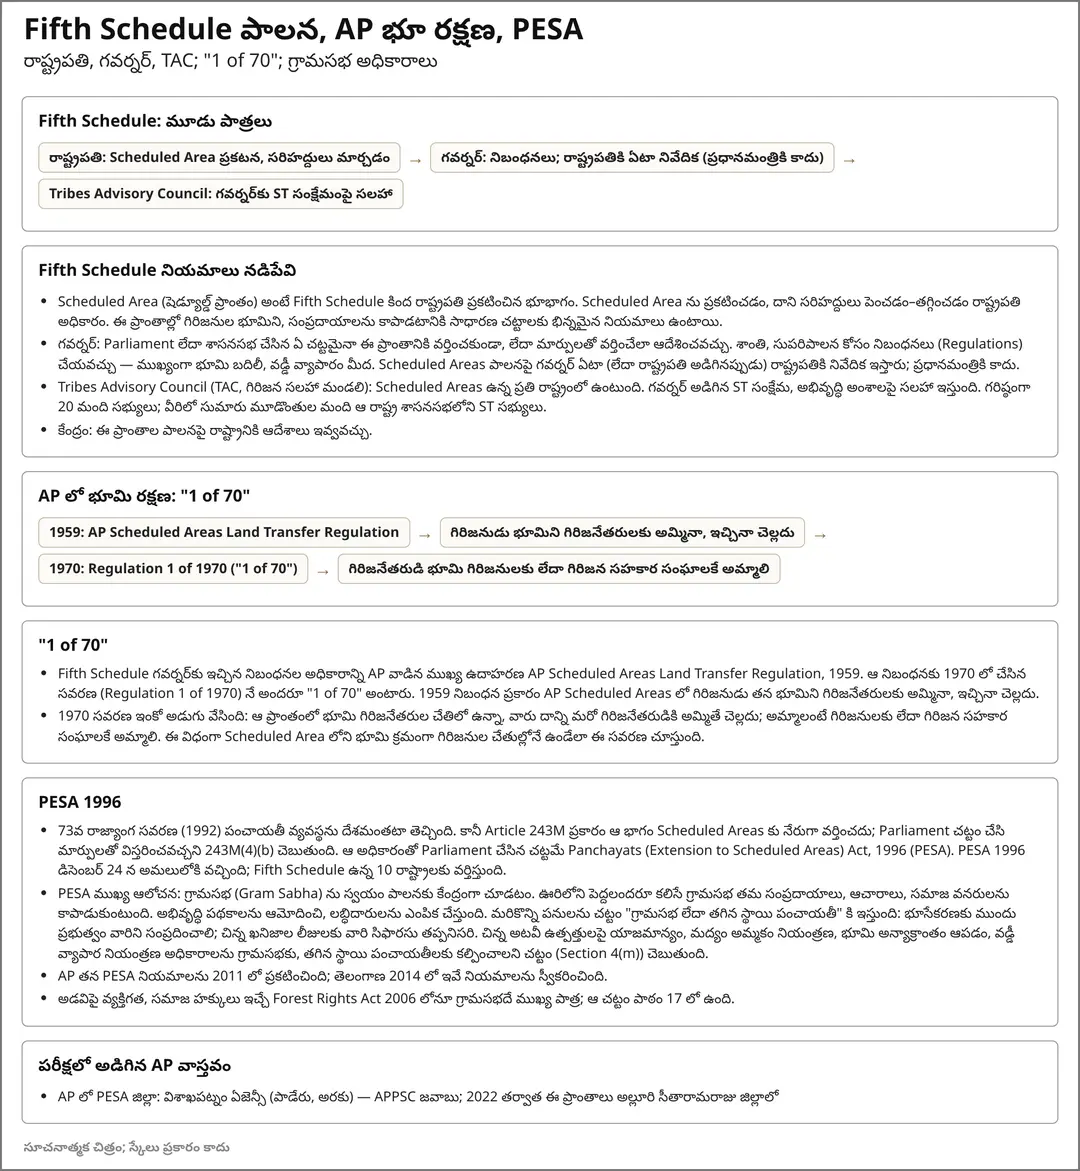 Fifth Schedule పాలన, AP భూ రక్షణ, PESA
రాష్ట్రపతి, గవర్నర్, TAC; "1 of 70"; గ్రామసభ అధికారాలు
Fifth Schedule: మూడు పాత్రలు
రాష్ట్రపతి: Scheduled Area ప్రకటన, సరిహద్దులు మార్చడం → గవర్నర్: నిబంధనలు; రాష్ట్రపతికి ఏటా నివేదిక (ప్రధానమంత్రికి కాదు) →
Tribes Advisory Council: గవర్నర్‌కు ST సంక్షేమంపై సలహా
Fifth Schedule నియమాలు నడిపేవి
• Scheduled Area (షెడ్యూల్డ్ ప్రాంతం) అంటే Fifth Schedule కింద రాష్ట్రపతి ప్రకటించిన భూభాగం. Scheduled Area ను ప్రకటించడం, దాని సరిహద్దులు పెంచడం–తగ్గించడం రాష్ట్రపతి
అధికారం. ఈ ప్రాంతాల్లో గిరిజనుల భూమిని, సంప్రదాయాలను కాపాడటానికి సాధారణ చట్టాలకు భిన్నమైన నియమాలు ఉంటాయి.
• గవర్నర్: Parliament లేదా శాసనసభ చేసిన ఏ చట్టమైనా ఈ ప్రాంతానికి వర్తించకుండా, లేదా మార్పులతో వర్తించేలా ఆదేశించవచ్చు. శాంతి, సుపరిపాలన కోసం నిబంధనలు (Regulations)
చేయవచ్చు — ముఖ్యంగా భూమి బదిలీ, వడ్డీ వ్యాపారం మీద. Scheduled Areas పాలనపై గవర్నర్ ఏటా (లేదా రాష్ట్రపతి అడిగినప్పుడు) రాష్ట్రపతికి నివేదిక ఇస్తారు; ప్రధానమంత్రికి కాదు.
• Tribes Advisory Council (TAC, గిరిజన సలహా మండలి): Scheduled Areas ఉన్న ప్రతి రాష్ట్రంలో ఉంటుంది. గవర్నర్ అడిగిన ST సంక్షేమ, అభివృద్ధి అంశాలపై సలహా ఇస్తుంది. గరిష్ఠంగా
20 మంది సభ్యులు; వీరిలో సుమారు మూడొంతుల మంది ఆ రాష్ట్ర శాసనసభలోని ST సభ్యులు.
• కేంద్రం: ఈ ప్రాంతాల పాలనపై రాష్ట్రానికి ఆదేశాలు ఇవ్వవచ్చు.
AP లో భూమి రక్షణ: "1 of 70"
1959: AP Scheduled Areas Land Transfer Regulation → గిరిజనుడు భూమిని గిరిజనేతరులకు అమ్మినా, ఇచ్చినా చెల్లదు →
1970: Regulation 1 of 1970 ("1 of 70") → గిరిజనేతరుడి భూమి గిరిజనులకు లేదా గిరిజన సహకార సంఘాలకే అమ్మాలి
"1 of 70"
• Fifth Schedule గవర్నర్‌కు ఇచ్చిన నిబంధనల అధికారాన్ని AP వాడిన ముఖ్య ఉదాహరణ AP Scheduled Areas Land Transfer Regulation, 1959. ఆ నిబంధనకు 1970 లో చేసిన
సవరణ (Regulation 1 of 1970) నే అందరూ "1 of 70" అంటారు. 1959 నిబంధన ప్రకారం AP Scheduled Areas లో గిరిజనుడు తన భూమిని గిరిజనేతరులకు అమ్మినా, ఇచ్చినా చెల్లదు.
• 1970 సవరణ ఇంకో అడుగు వేసింది: ఆ ప్రాంతంలో భూమి గిరిజనేతరుల చేతిలో ఉన్నా, వారు దాన్ని మరో గిరిజనేతరుడికి అమ్మితే చెల్లదు; అమ్మాలంటే గిరిజనులకు లేదా గిరిజన సహకార
సంఘాలకే అమ్మాలి. ఈ విధంగా Scheduled Area లోని భూమి క్రమంగా గిరిజనుల చేతుల్లోనే ఉండేలా ఈ సవరణ చూస్తుంది.
PESA 1996
• 73వ రాజ్యాంగ సవరణ (1992) పంచాయతీ వ్యవస్థను దేశమంతటా తెచ్చింది. కానీ Article 243M ప్రకారం ఆ భాగం Scheduled Areas కు నేరుగా వర్తించదు; Parliament చట్టం చేసి
మార్పులతో విస్తరించవచ్చని 243M(4)(b) చెబుతుంది. ఆ అధికారంతో Parliament చేసిన చట్టమే Panchayats (Extension to Scheduled Areas) Act, 1996 (PESA). PESA 1996
డిసెంబర్ 24 న అమలులోకి వచ్చింది; Fifth Schedule ఉన్న 10 రాష్ట్రాలకు వర్తిస్తుంది.
• PESA ముఖ్య ఆలోచన: గ్రామసభ (Gram Sabha) ను స్వయం పాలనకు కేంద్రంగా చూడటం. ఊరిలోని పెద్దలందరూ కలిసే గ్రామసభ తమ సంప్రదాయాలు, ఆచారాలు, సమాజ వనరులను
కాపాడుకుంటుంది. అభివృద్ధి పథకాలను ఆమోదించి, లబ్ధిదారులను ఎంపిక చేస్తుంది. మరికొన్ని పనులను చట్టం "గ్రామసభ లేదా తగిన స్థాయి పంచాయతీ" కి ఇస్తుంది: భూసేకరణకు ముందు
ప్రభుత్వం వారిని సంప్రదించాలి; చిన్న ఖనిజాల లీజులకు వారి సిఫారసు తప్పనిసరి. చిన్న అటవీ ఉత్పత్తులపై యాజమాన్యం, మద్యం అమ్మకం నియంత్రణ, భూమి అన్యాక్రాంతం ఆపడం, వడ్డీ
వ్యాపార నియంత్రణ అధికారాలను గ్రామసభకు, తగిన స్థాయి పంచాయతీలకు కల్పించాలని చట్టం (Section 4(m)) చెబుతుంది.
• AP తన PESA నియమాలను 2011 లో ప్రకటించింది; తెలంగాణ 2014 లో ఇవే నియమాలను స్వీకరించింది.
• అడవిపై వ్యక్తిగత, సమాజ హక్కులు ఇచ్చే Forest Rights Act 2006 లోనూ గ్రామసభదే ముఖ్య పాత్ర; ఆ చట్టం పాఠం 17 లో ఉంది.
పరీక్షలో అడిగిన AP వాస్తవం
• AP లో PESA జిల్లా: విశాఖపట్నం ఏజెన్సీ (పాడేరు, అరకు) — APPSC జవాబు; 2022 తర్వాత ఈ ప్రాంతాలు అల్లూరి సీతారామరాజు జిల్లాలో
సూచనాత్మక చిత్రం; స్కేలు ప్రకారం కాదు